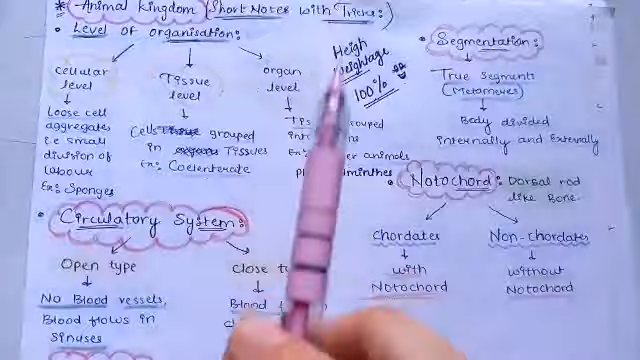 * Animal Kingdom (Short Notes with Tricks:)
• Level of organisation:
Cellular level
Loose cell
aggregates
i.e small
division of
labour
Ex: Sponges
Tissue
level
Cells grouped
in Tissues
Ex: Coelenterate
organ
level
Ex:
animals
Heigh
weightage
100%
• Segmentation:
True Segments
(Metameres)
Body divided
internally and Externally
• Notochord: Dorsal rod
like Bone.
Chordates
with
Notochord
Non-chordates
without
Notochord
• Circulatory System:
Open type
No Blood vessels,
Blood flows in
sinuses
Close
Blood